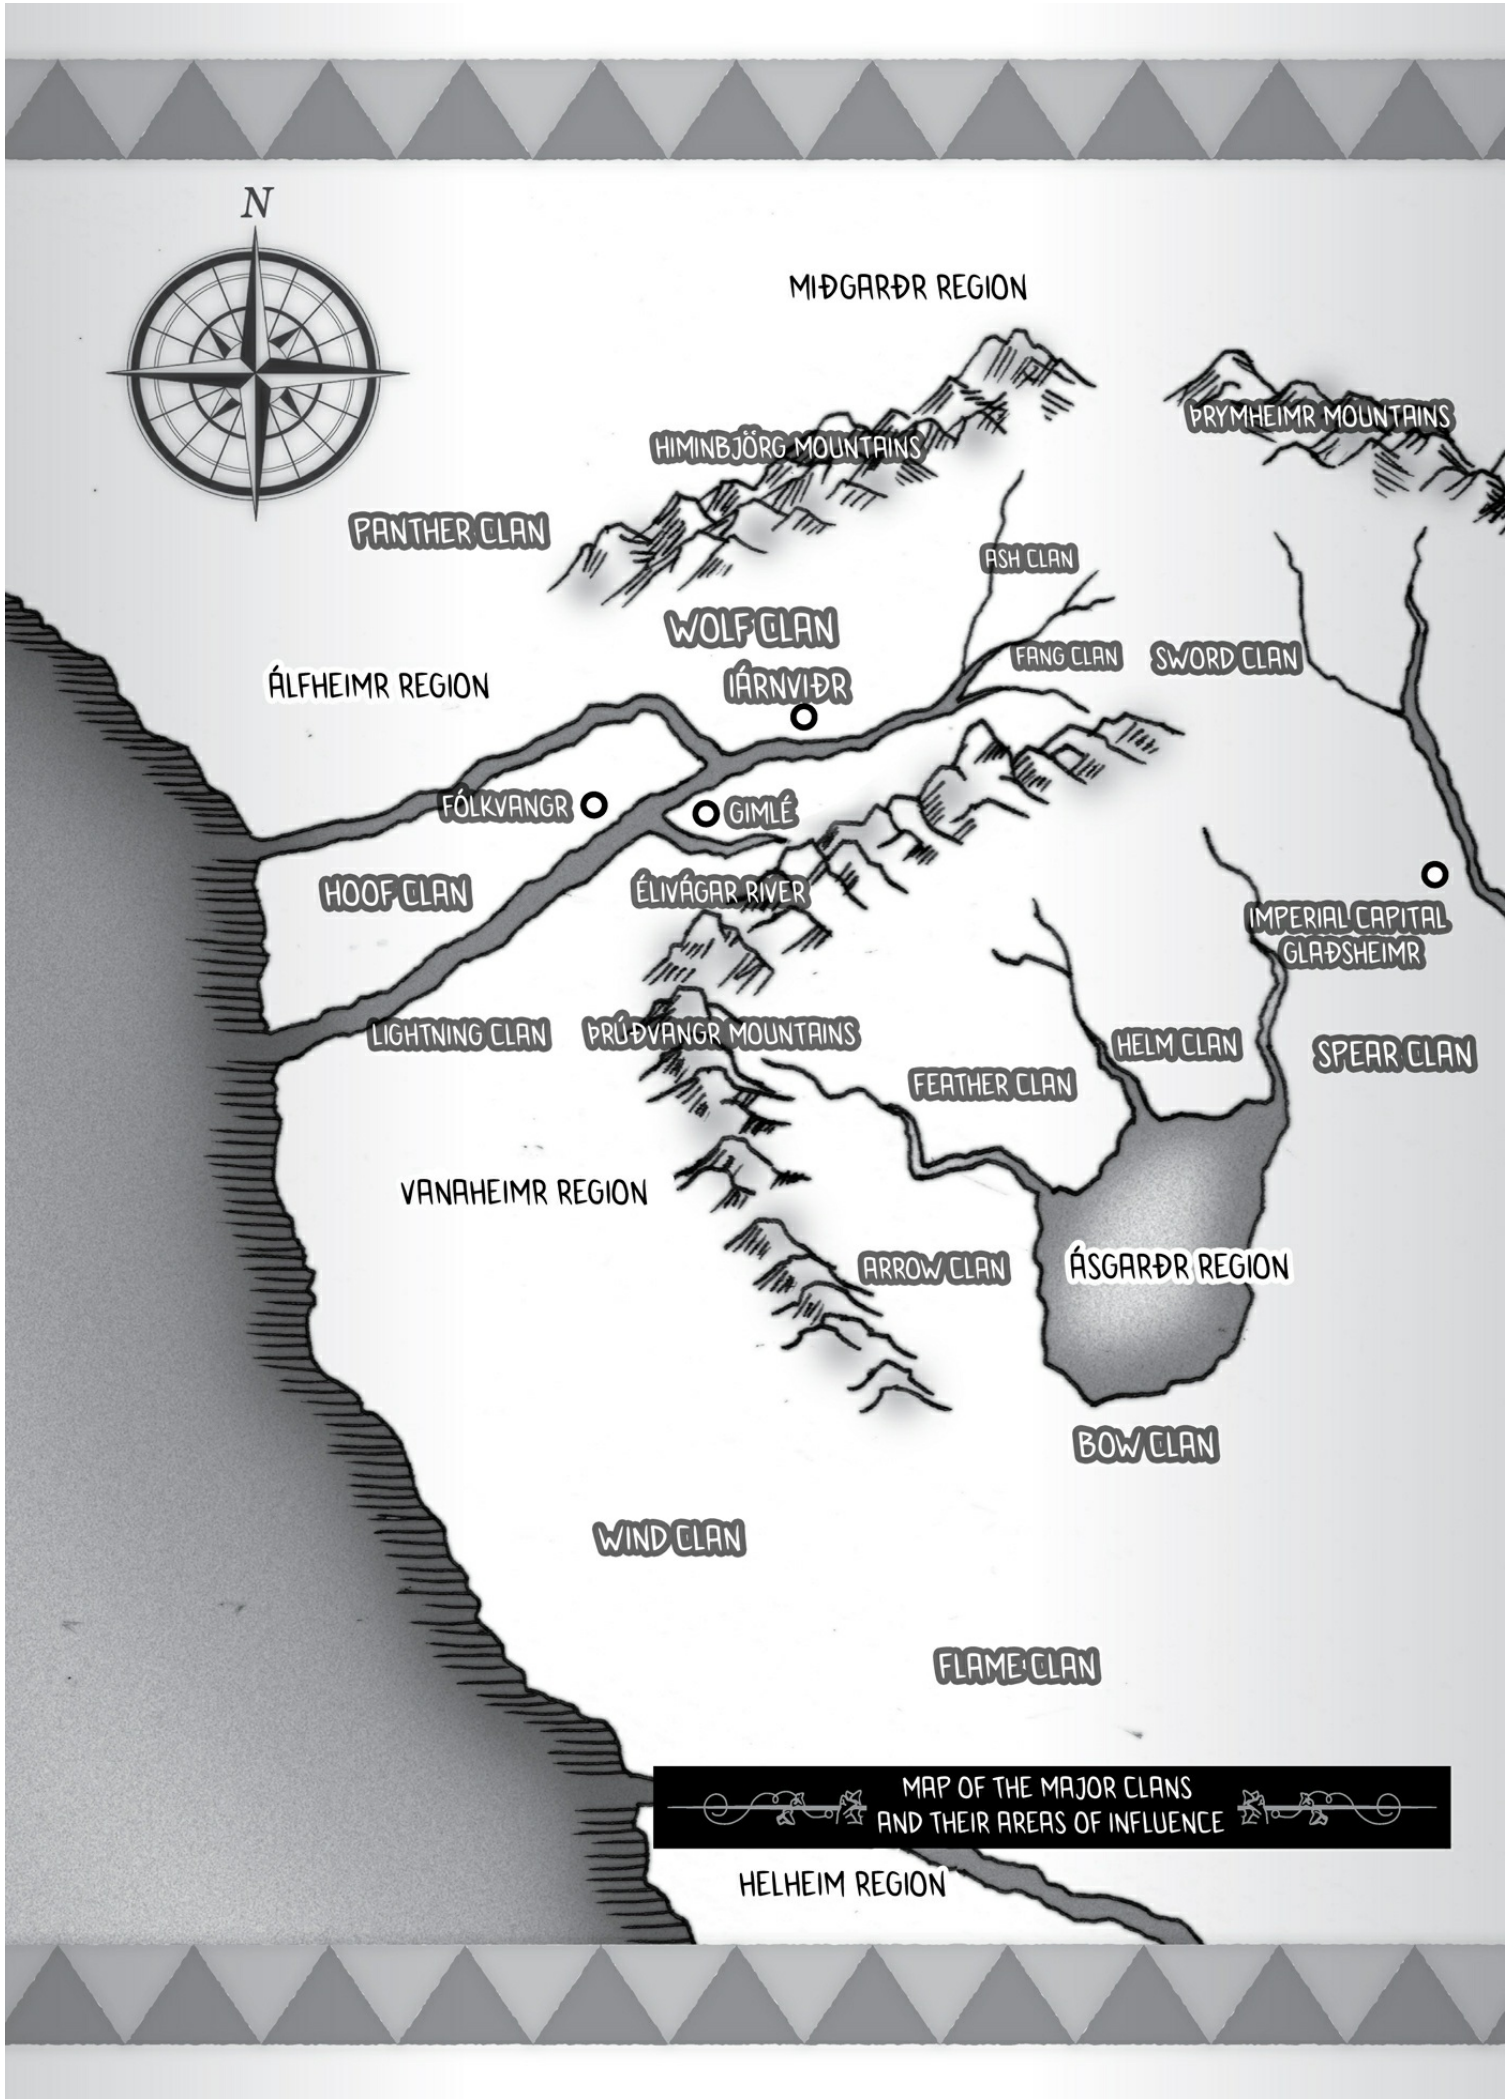 N
MIÐGARÐR REGION
ÞRYMHEIMR MOUNTAINS
HIMINBJÖRG MOUNTAINS
PANTHER CLAN
ASH CLAN
WOLF CLAN
FANG CLAN
SWORD CLAN
ÁLFHEIMR REGION
IÁRNVIÐR
FÓLKVANGR
GIMLÉ
HOOF CLAN
ÉLIVÁGAR RIVER
IMPERIAL CAPITAL
GLAÐSHEIMR
LIGHTNING CLAN
ÞRÚÐVANGR MOUNTAINS
HELM CLAN
SPEAR CLAN
FEATHER CLAN
VANAHEIMR REGION
ARROW CLAN
ÁSGARÐR REGION
BOW CLAN
WIND CLAN
FLAME CLAN
MAP OF THE MAJOR CLANS
AND THEIR AREAS OF INFLUENCE
HELHEIM REGION